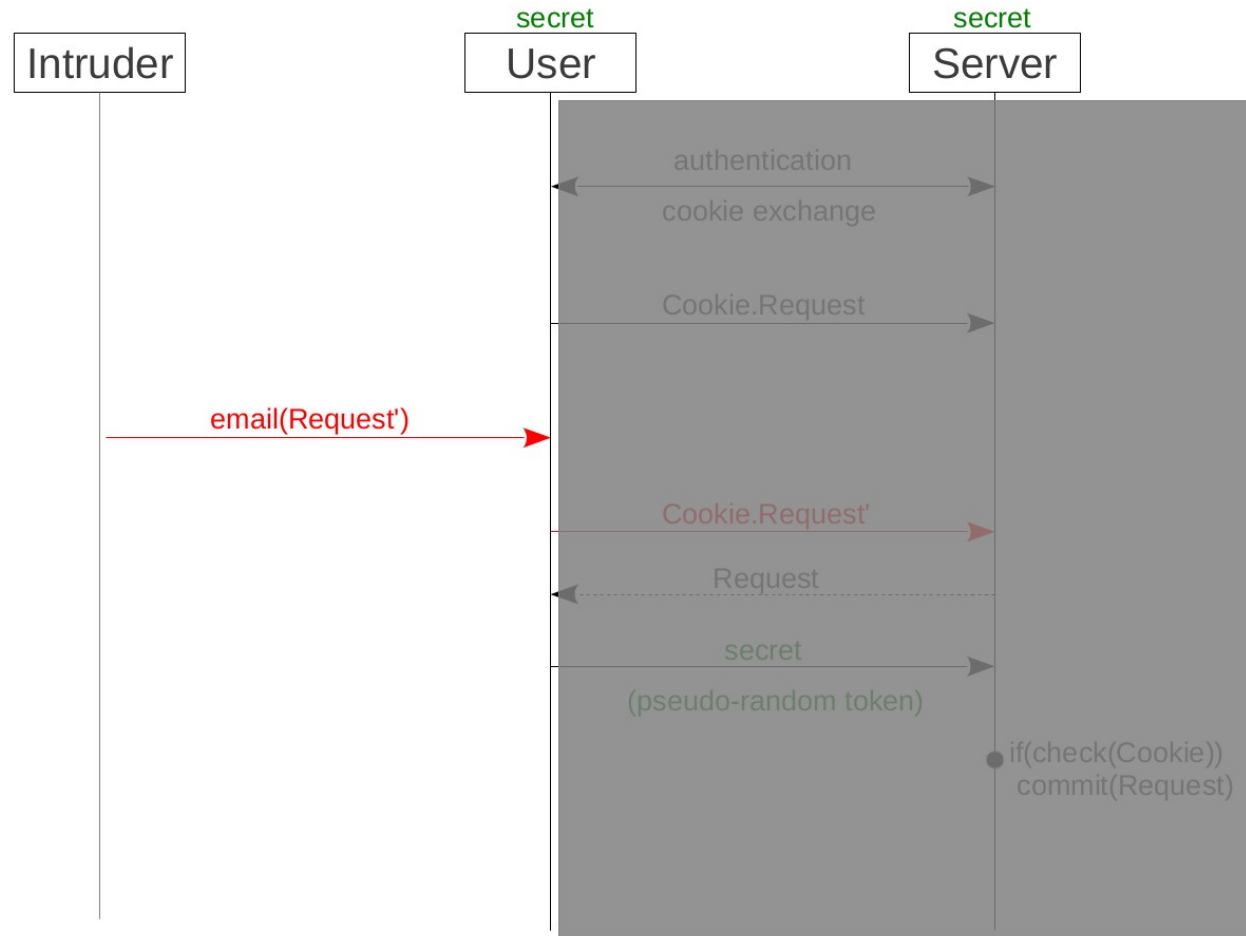 secret
secret
Intruder
User
Server
authentication
cookie exchange
Cookie.Request
email(Request')
Cookie.Request'
Request
secret
(pseudo-random token)
if(check(Cookie))
commit(Request)